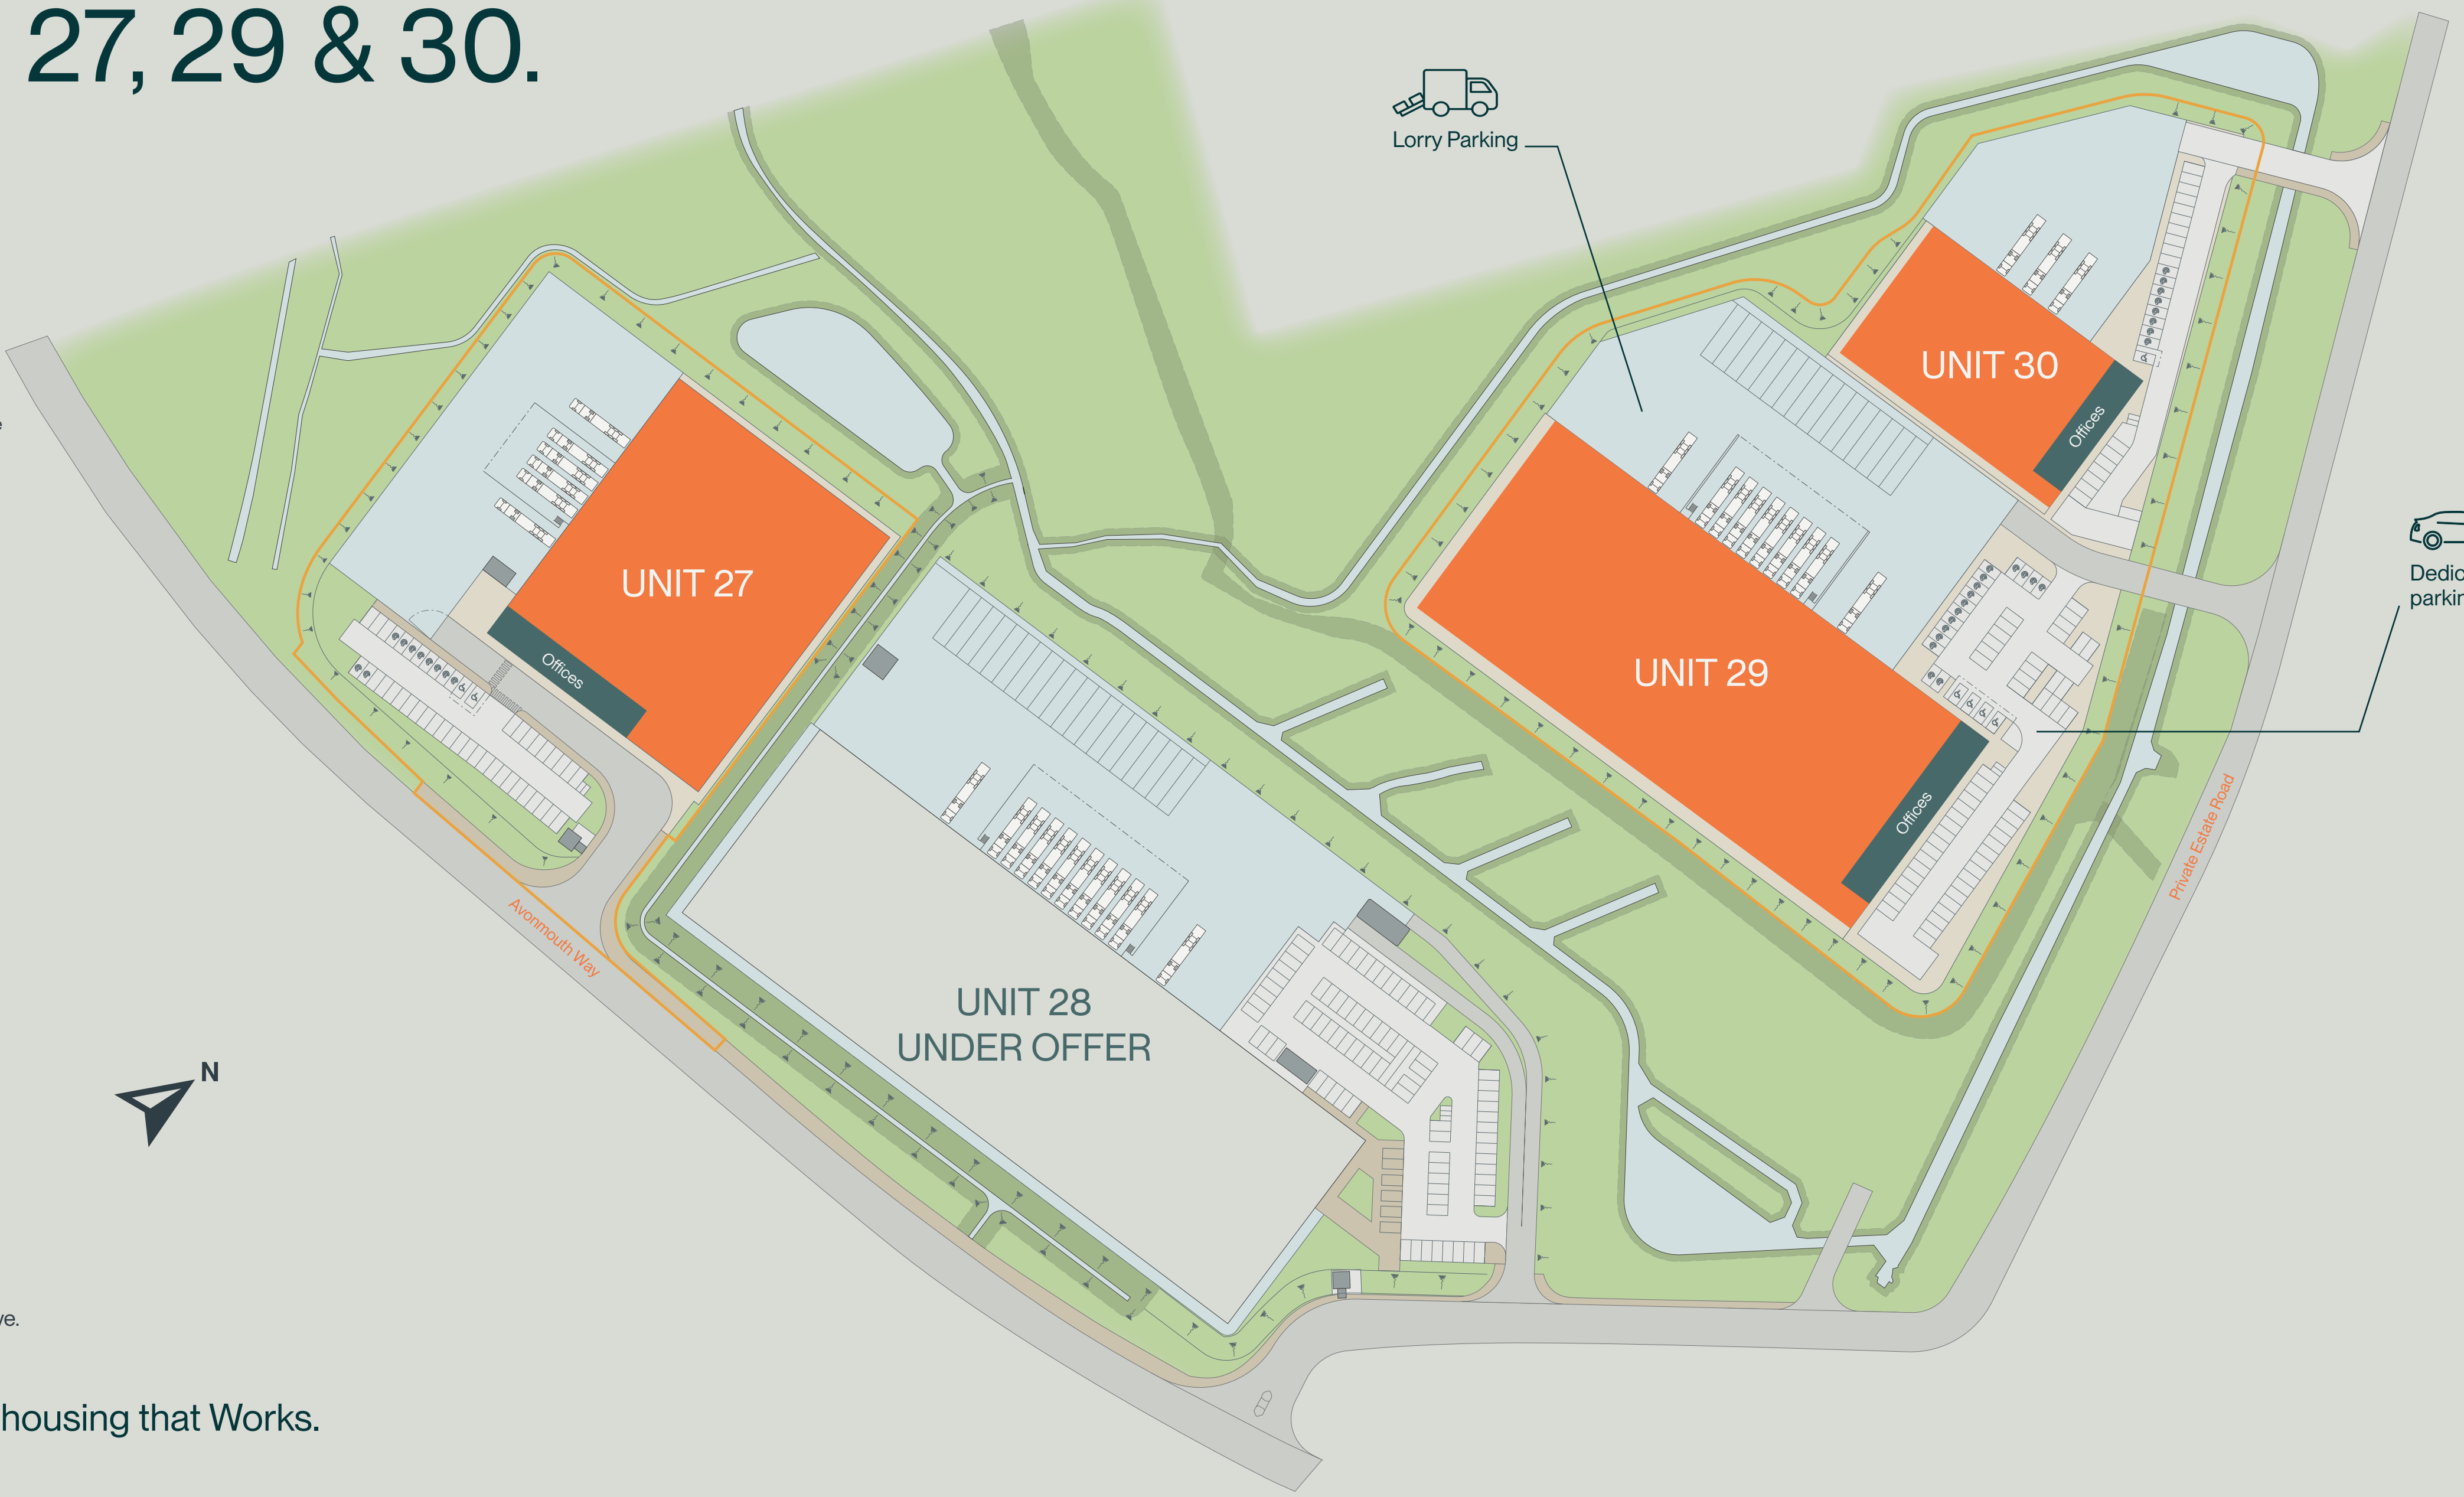 27, 29 & 30.
Lorry Parking
UNIT 30
Offices
UNIT 27
Offices
UNIT 29
Offices
Private Estate Road
Avonmouth Way
UNIT 28
UNDER OFFER
N
housing that Works.